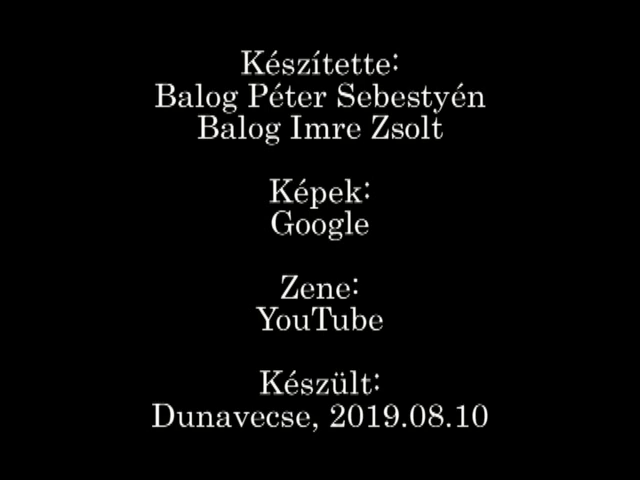 Készítette:
Balog Péter Sebestyén
Balog Imre Zsolt
Képek:
Google
Zene:
YouTube
Készült:
Dunavecse, 2019.08.10